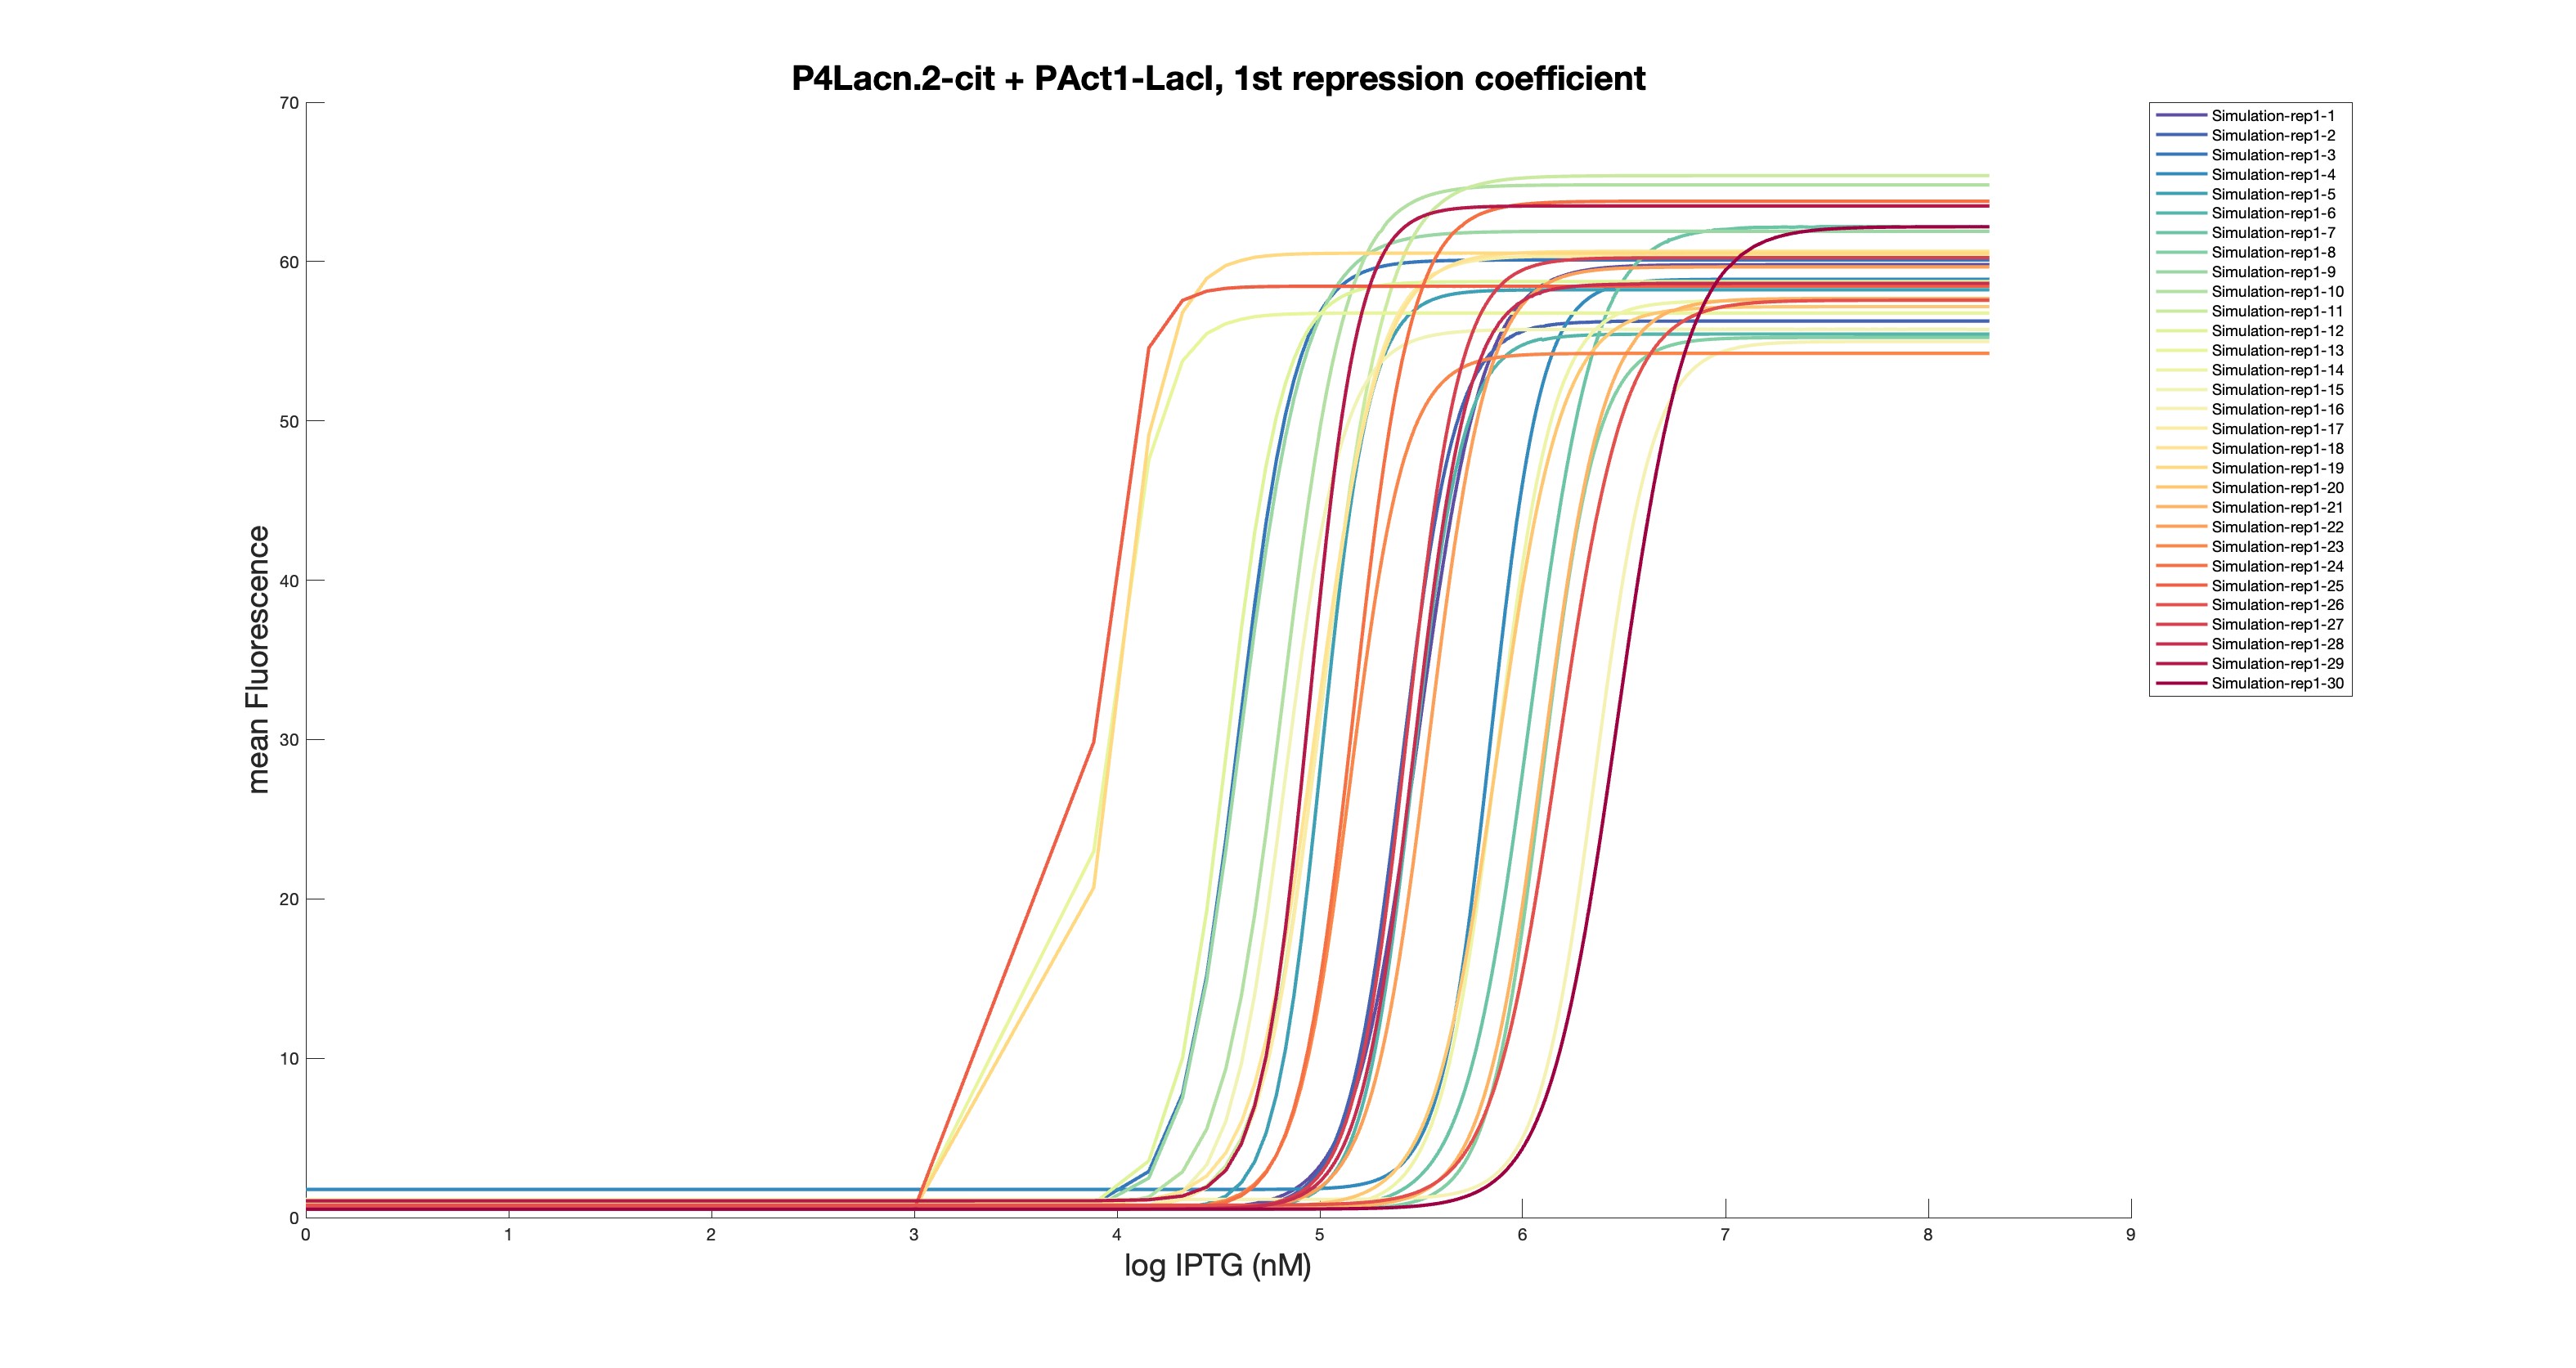 P4Lacn.2-cit + PAct1-LacI, 1st repression coefficient
70
60
50
40
30
20
10
0
mean Fluorescence
0 1 2 3 4 5 6 7 8 9
log IPTG (nM)
Simulation-rep1-1
Simulation-rep1-2
Simulation-rep1-3
Simulation-rep1-4
Simulation-rep1-5
Simulation-rep1-6
Simulation-rep1-7
Simulation-rep1-8
Simulation-rep1-9
Simulation-rep1-10
Simulation-rep1-11
Simulation-rep1-12
Simulation-rep1-13
Simulation-rep1-14
Simulation-rep1-15
Simulation-rep1-16
Simulation-rep1-17
Simulation-rep1-18
Simulation-rep1-19
Simulation-rep1-20
Simulation-rep1-21
Simulation-rep1-22
Simulation-rep1-23
Simulation-rep1-24
Simulation-rep1-25
Simulation-rep1-26
Simulation-rep1-27
Simulation-rep1-28
Simulation-rep1-29
Simulation-rep1-30